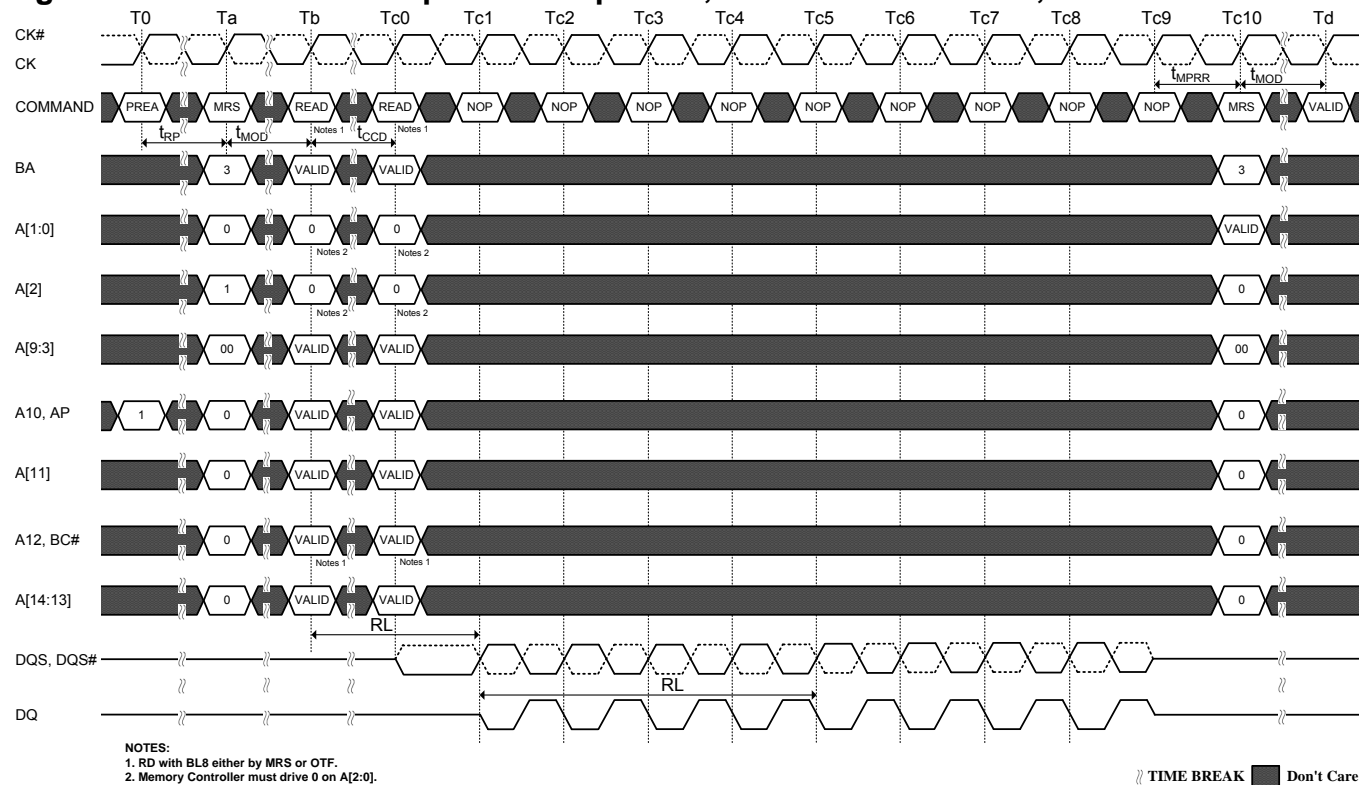 T0 Ta Tb Tc0 Tc1 Tc2 Tc3 Tc4 Tc5 Tc6 Tc7 Tc8 Tc9 Tc10 Td
CK#
CK
tMPRR tMOD
COMMAND PREA MRS READ READ NOP NOP NOP NOP NOP NOP NOP NOP NOP MRS VALID
Notes 1 Notes 1
tRP tMOD tCCD
BA 3 VALID VALID 3
A[1:0] 0 0 0 VALID
Notes 2 Notes 2
A[2] 1 0 0 0
Notes 2 Notes 2
A[9:3] 00 VALID VALID 00
A10, AP 1 0 VALID VALID 0
A[11] 0 VALID VALID 0
A12, BC# 0 VALID VALID 0
Notes 1 Notes 1
A[14:13] 0 VALID VALID 0
RL
DQS, DQS#
RL
DQ
NOTES:
1. RD with BL8 either by MRS or OTF.
2. Memory Controller must drive 0 on A[2:0].
TIME BREAK Don't Care